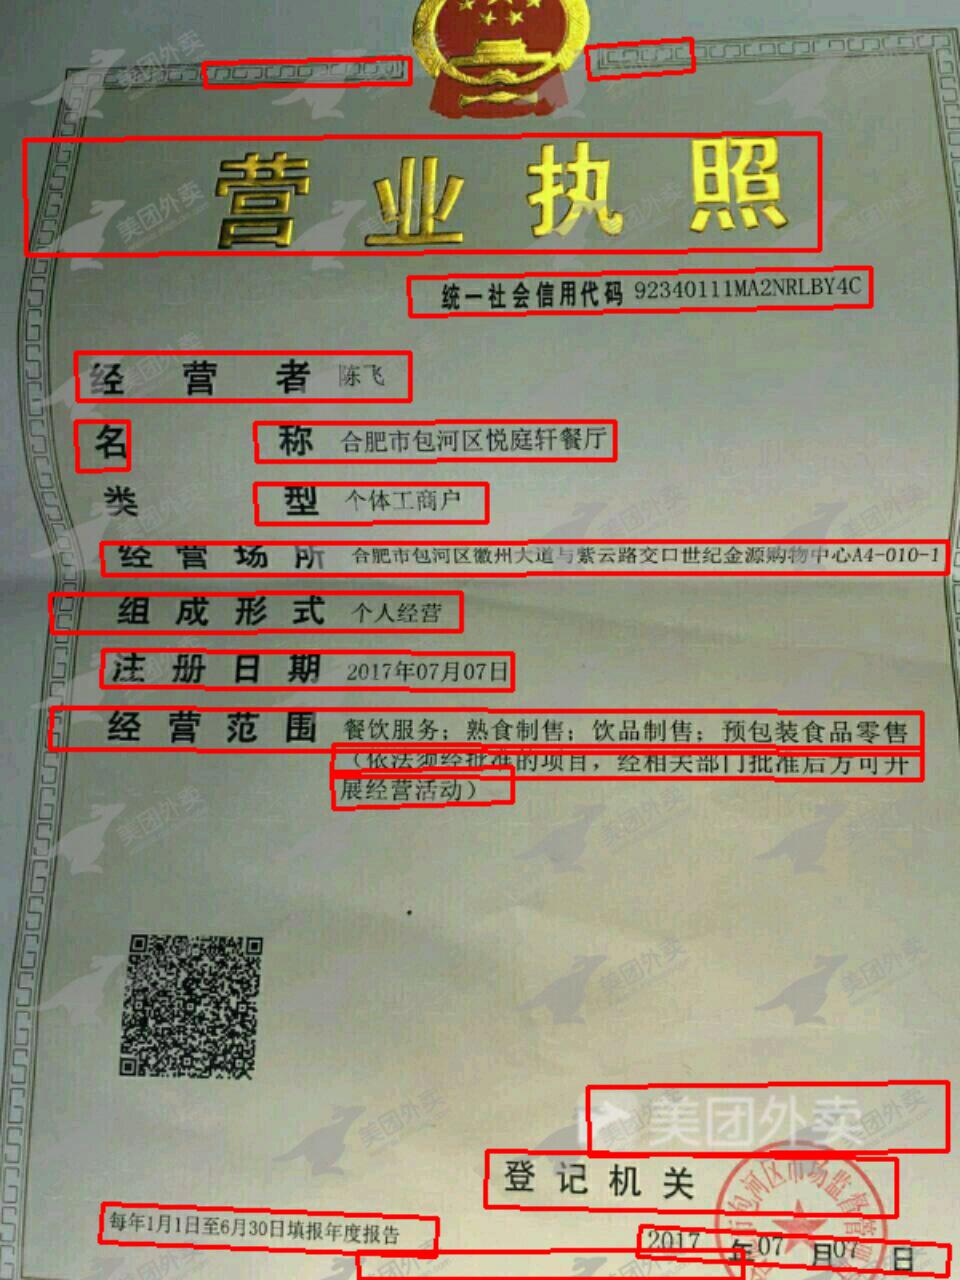 营业执照
统一社会信用代码 92340111MA2NRLBY4C
经营者 陈飞
名称 合肥市包河区悦庭轩餐厅
类型 个体工商户
经营场所 合肥市包河区徽州大道与紫云路交口世纪金源购物中心A4-010-1
组成形式 个人经营
注册日期 2017年07月07日
经营范围 餐饮服务；熟食制售；饮品制售；预包装食品零售
（依法须经批准的项目，经相关部门批准后方可开
展经营活动）
美团外卖
登记机关
包河区市场监督管
每年1月1日至6月30日填报年度报告
2017年07月07日